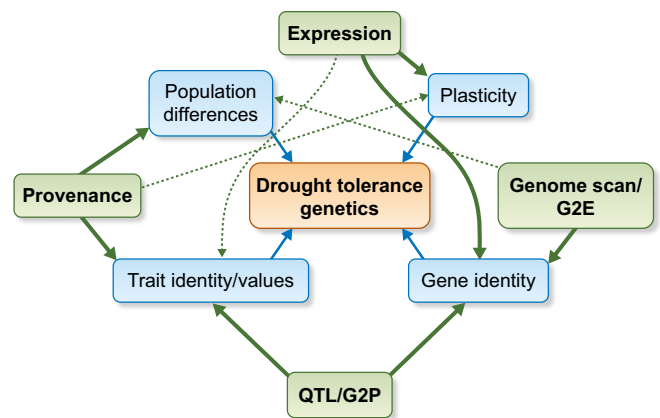 Expression
Population
differences
Plasticity
Provenance
Drought tolerance
genetics
Genome scan/
G2E
Trait identity/values
Gene identity
QTL/G2P